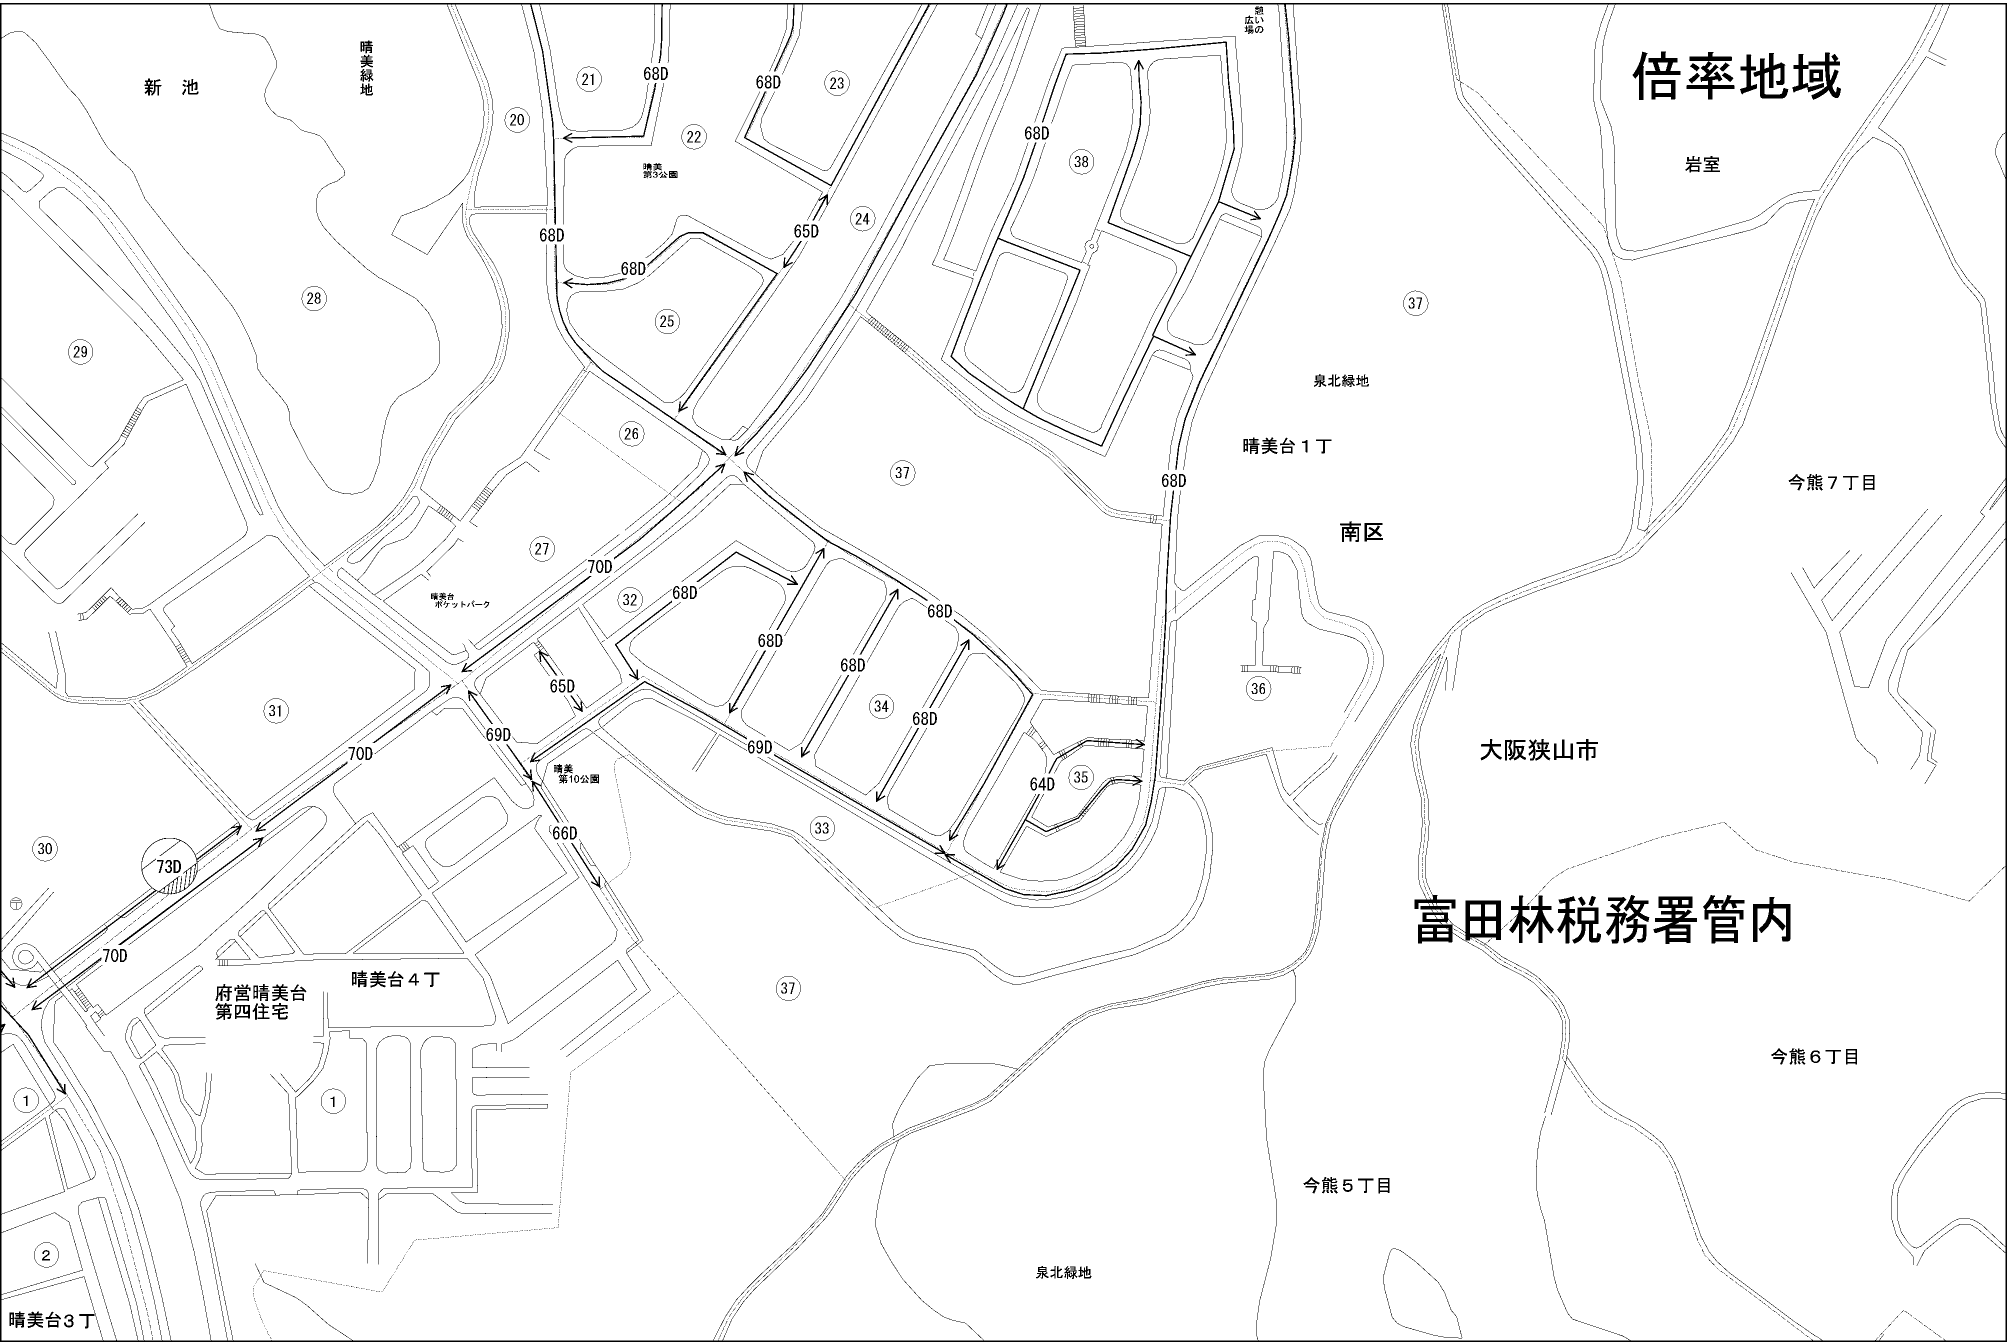 憩いの
広場
晴美緑地
新　池
倍率地域
21
68D
68D
23
20
22
68D
38
晴美
第3公園
岩室
68D
65D
24
68D
28
37
25
29
泉北緑地
26
晴美台１丁
37
68D
今熊７丁目
南区
27
70D
晴美台
ポケットパーク
32
68D
68D
68D
68D
65D
36
31
34
68D
69D
69D
大阪狭山市
70D
晴美
第10公園
35
64D
33
66D
30
73D
富田林税務署管内
70D
晴美台４丁
府営晴美台
第四住宅
37
今熊６丁目
1
1
今熊５丁目
2
泉北緑地
晴美台３丁